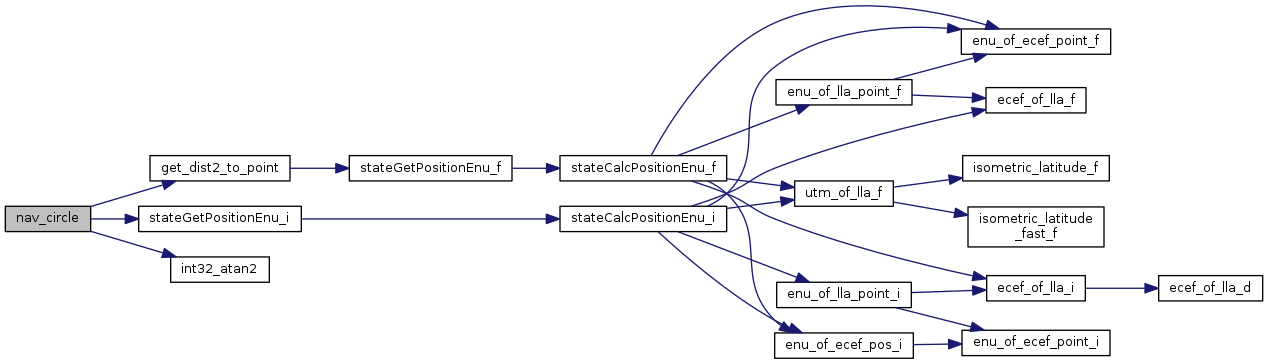 nav_circle
get_dist2_to_point
stateGetPositionEnu_i
int32_atan2
stateGetPositionEnu_f
stateCalcPositionEnu_f
stateCalcPositionEnu_i
enu_of_lla_point_f
utm_of_lla_f
enu_of_lla_point_i
enu_of_ecef_pos_i
enu_of_ecef_point_f
ecef_of_lla_f
isometric_latitude_f
isometric_latitude
_fast_f
ecef_of_lla_i
enu_of_ecef_point_i
ecef_of_lla_d